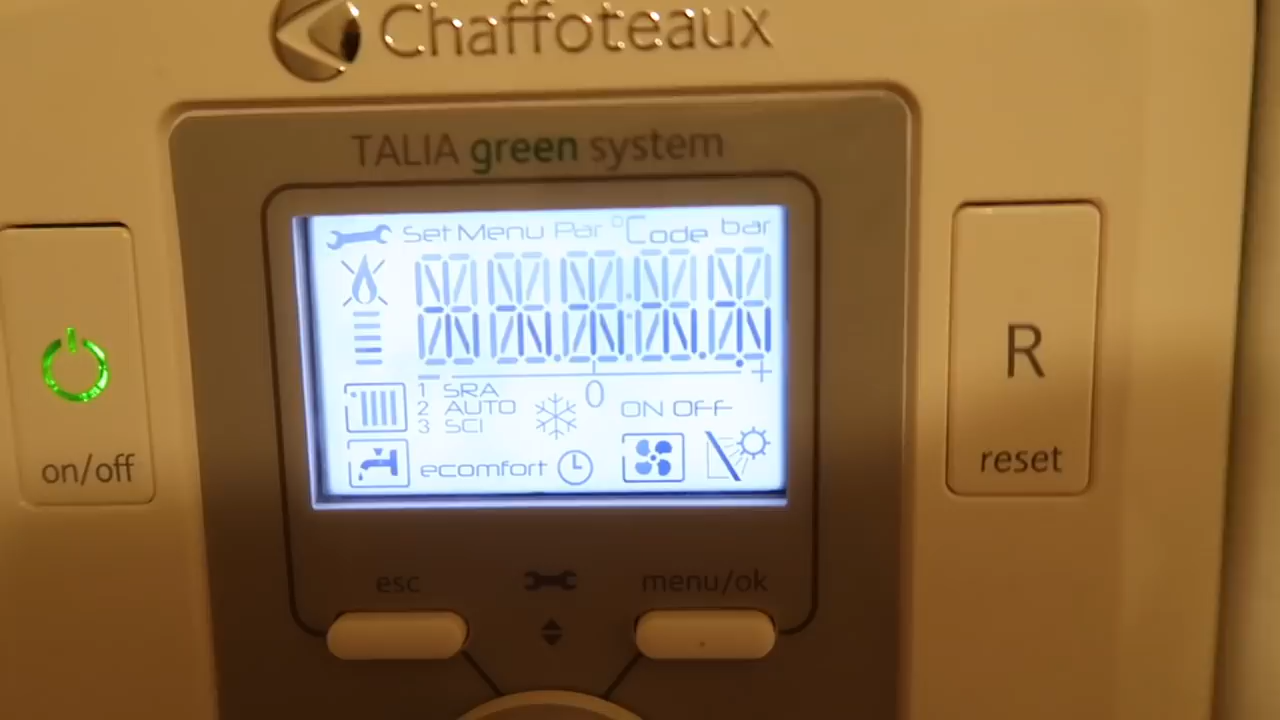 Chaffoteaux
TALIA green system
Set Menu Par °Code bar
1 SRA
2 AUTO
3 SCI
0
ON OFF
ecomfort
on/off
R
reset
esc
menu/ok